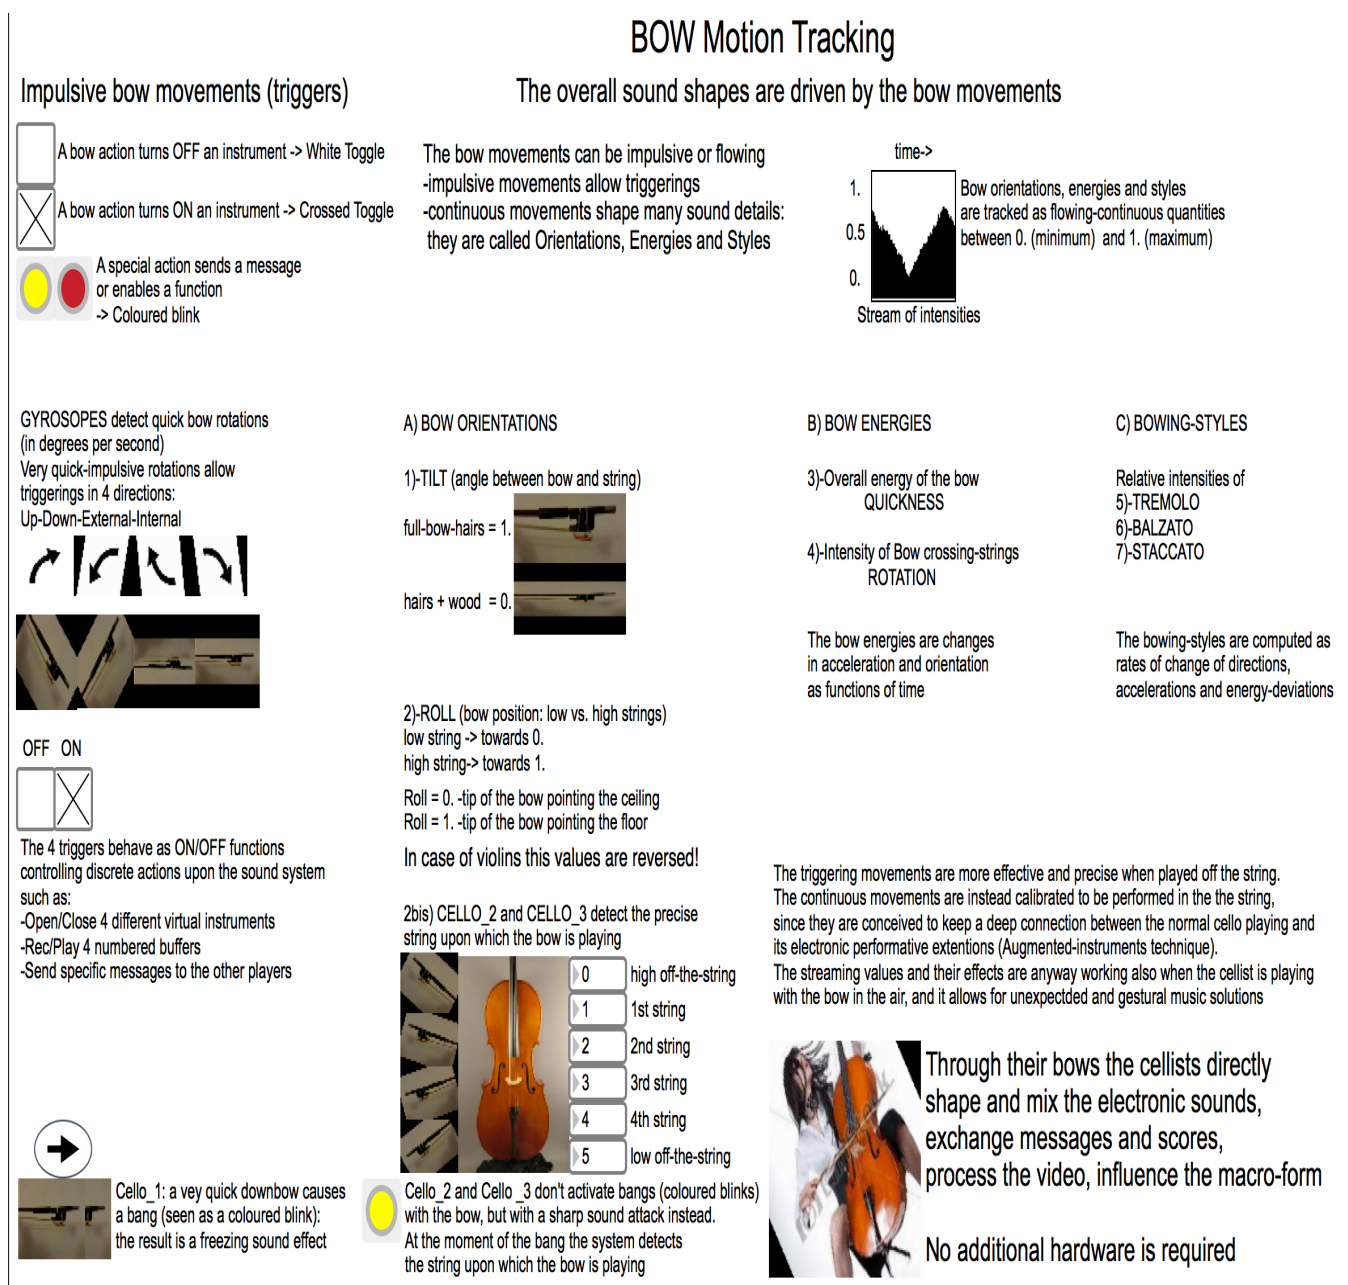 BOW Motion Tracking
Impulsive bow movements (triggers)
The overall sound shapes are driven by the bow movements
A bow action turns OFF an instrument -> White Toggle
A bow action turns ON an instrument -> Crossed Toggle
A special action sends a message
or enables a function
-> Coloured blink
The bow movements can be impulsive or flowing
-impulsive movements allow triggerings
-continuous movements shape many sound details:
they are called Orientations, Energies and Styles
time->
1.
0.5
0.
Stream of intensities
Bow orientations, energies and styles
are tracked as flowing-continuous quantities
between 0. (minimum) and 1. (maximum)
GYROSOPES detect quick bow rotations
(in degrees per second)
Very quick-impulsive rotations allow
triggerings in 4 directions:
Up-Down-External-Internal
OFF ON
The 4 triggers behave as ON/OFF functions
controlling discrete actions upon the sound system
such as:
-Open/Close 4 different virtual instruments
-Rec/Play 4 numbered buffers
-Send specific messages to the other players
Cello_1: a vey quick downbow causes
a bang (seen as a coloured blink):
the result is a freezing sound effect
A) BOW ORIENTATIONS
1)-TILT (angle between bow and string)
full-bow-hairs = 1.
hairs + wood = 0.
2)-ROLL (bow position: low vs. high strings)
low string -> towards 0.
high string-> towards 1.
Roll = 0. -tip of the bow pointing the ceiling
Roll = 1. -tip of the bow pointing the floor
In case of violins this values are reversed!
2bis) CELLO_2 and CELLO_3 detect the precise
string upon which the bow is playing
0 high off-the-string
1 1st string
2 2nd string
3 3rd string
4 4th string
5 low off-the-string
Cello_2 and Cello _3 don't activate bangs (coloured blinks)
with the bow, but with a sharp sound attack instead.
At the moment of the bang the system detects
the string upon which the bow is playing
B) BOW ENERGIES
3)-Overall energy of the bow
QUICKNESS
4)-Intensity of Bow crossing-strings
ROTATION
The bow energies are changes
in acceleration and orientation
as functions of time
C) BOWING-STYLES
Relative intensities of
5)-TREMOLO
6)-BALZATO
7)-STACCATO
The bowing-styles are computed as
rates of change of directions,
accelerations and energy-deviations
The triggering movements are more effective and precise when played off the string.
The continuous movements are instead calibrated to be performed in the the string,
since they are conceived to keep a deep connection between the normal cello playing and
its electronic performative extentions (Augmented-instruments technique).
The streaming values and their effects are anyway working also when the cellist is playing
with the bow in the air, and it allows for unexpectded and gestural music solutions
Through their bows the cellists directly
shape and mix the electronic sounds,
exchange messages and scores,
process the video, influence the macro-form
No additional hardware is required